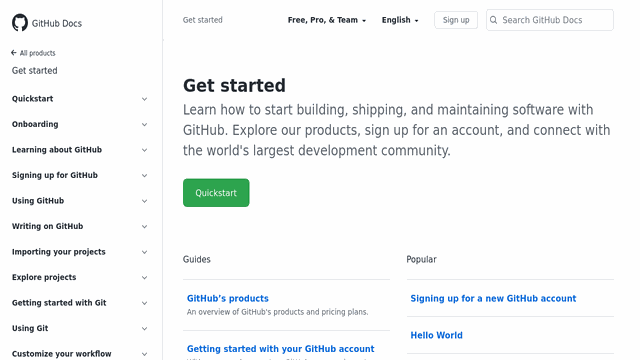 GitHub Docs
All products
Get started
Quickstart
Onboarding
Learning about GitHub
Signing up for GitHub
Using GitHub
Writing on GitHub
Importing your projects
Explore projects
Getting started with Git
Using Git
Customize your workflow
Get started
Free, Pro, & Team
English
Sign up
Search GitHub Docs
Get started
Learn how to start building, shipping, and maintaining software with
GitHub. Explore our products, sign up for an account, and connect with
the world's largest development community.
Quickstart
Guides
GitHub's products
An overview of GitHub's products and pricing plans.
Getting started with your GitHub account
Popular
Signing up for a new GitHub account
Hello World